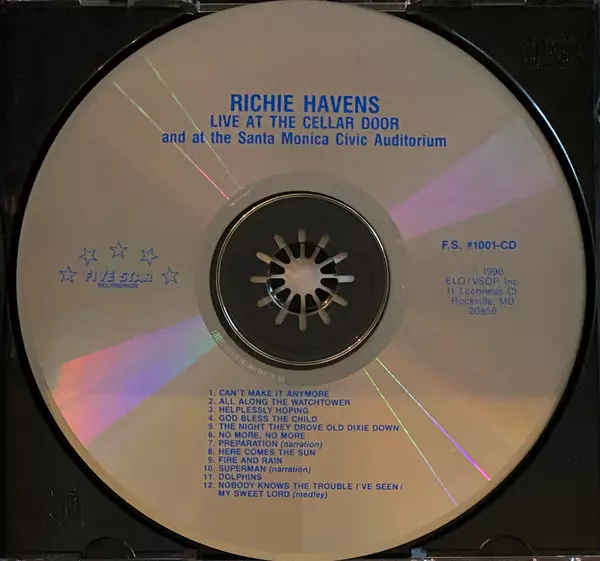 RICHIE HAVENS
LIVE AT THE CELLAR DOOR
and at the Santa Monica Civic Auditorium
FIVE STAR
RECORDINGS
F.S. #1001-CD
ELO/VSOP, Inc
11 Lochness Ct
Rockville, MD
20850
1. CAN'T MAKE IT ANYMORE
2. ALL ALONG THE WATCHTOWER
3. HELPLESSLY HOPING
4. GOD BLESS THE CHILD
5. THE NIGHT THEY DROVE OLD DIXIE DOWN
6. NO MORE, NO MORE
7. PREPARATION (narration)
8. HERE COMES THE SUN
9. FIRE AND RAIN
10. SUPERMAN (narration)
11. DOLPHINS
12. NOBODY KNOWS THE TROUBLE I'VE SEEN/
MY SWEET LORD (medley)